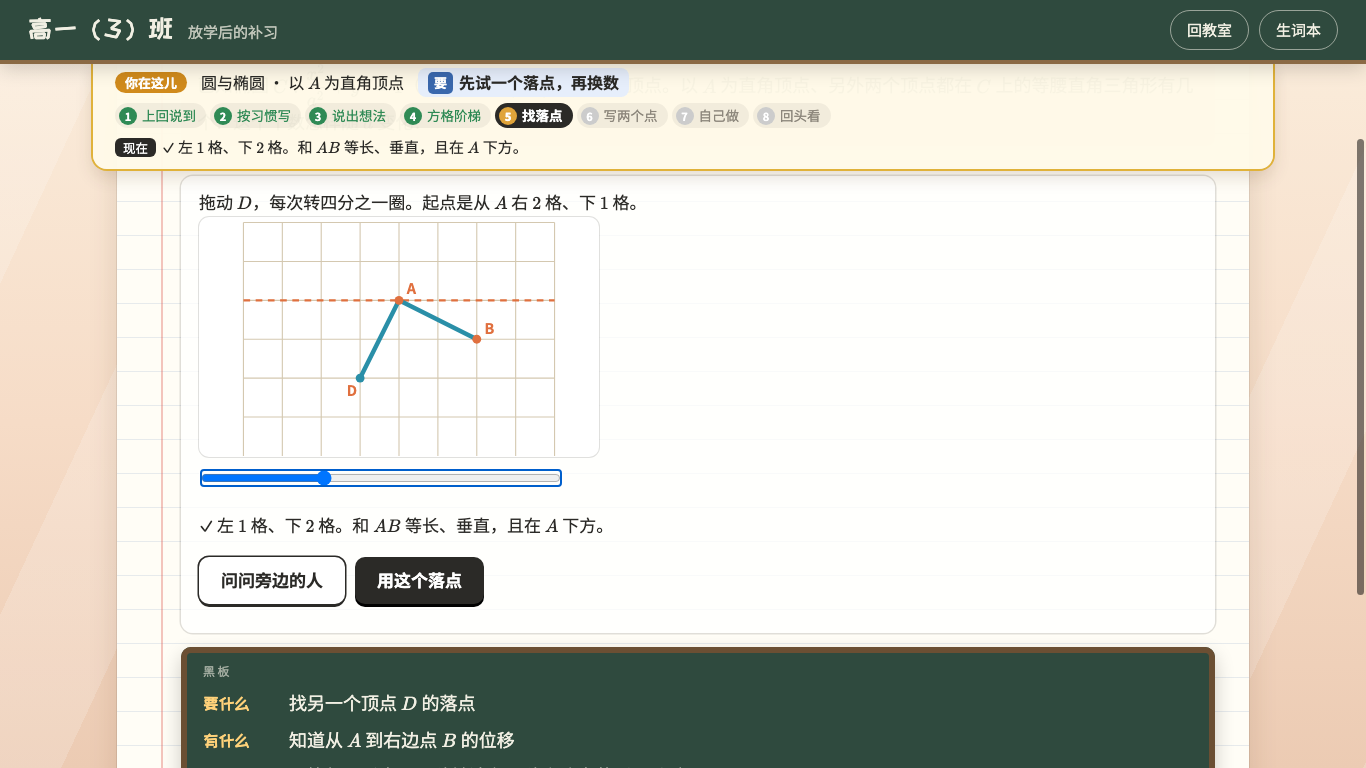 高一（3）班 放学后的补习 回教室 生词本
你在这儿 圆与椭圆 · 以 A 为直角顶点 要 先试一个落点，再换数
1 上回说到 2 按习惯写 3 说出想法 4 方格阶梯 5 找落点 6 写两个点 7 自己做 8 回头看
现在 ✓ 左 1 格、下 2 格。和 AB 等长、垂直，且在 A 下方。
拖动 D，每次转四分之一圈。起点是从 A 右 2 格、下 1 格。
A
B
D
✓ 左 1 格、下 2 格。和 AB 等长、垂直，且在 A 下方。
问问旁边的人 用这个落点
黑板
要什么 找另一个顶点 D 的落点
有什么 知道从 A 到右边点 B 的位移